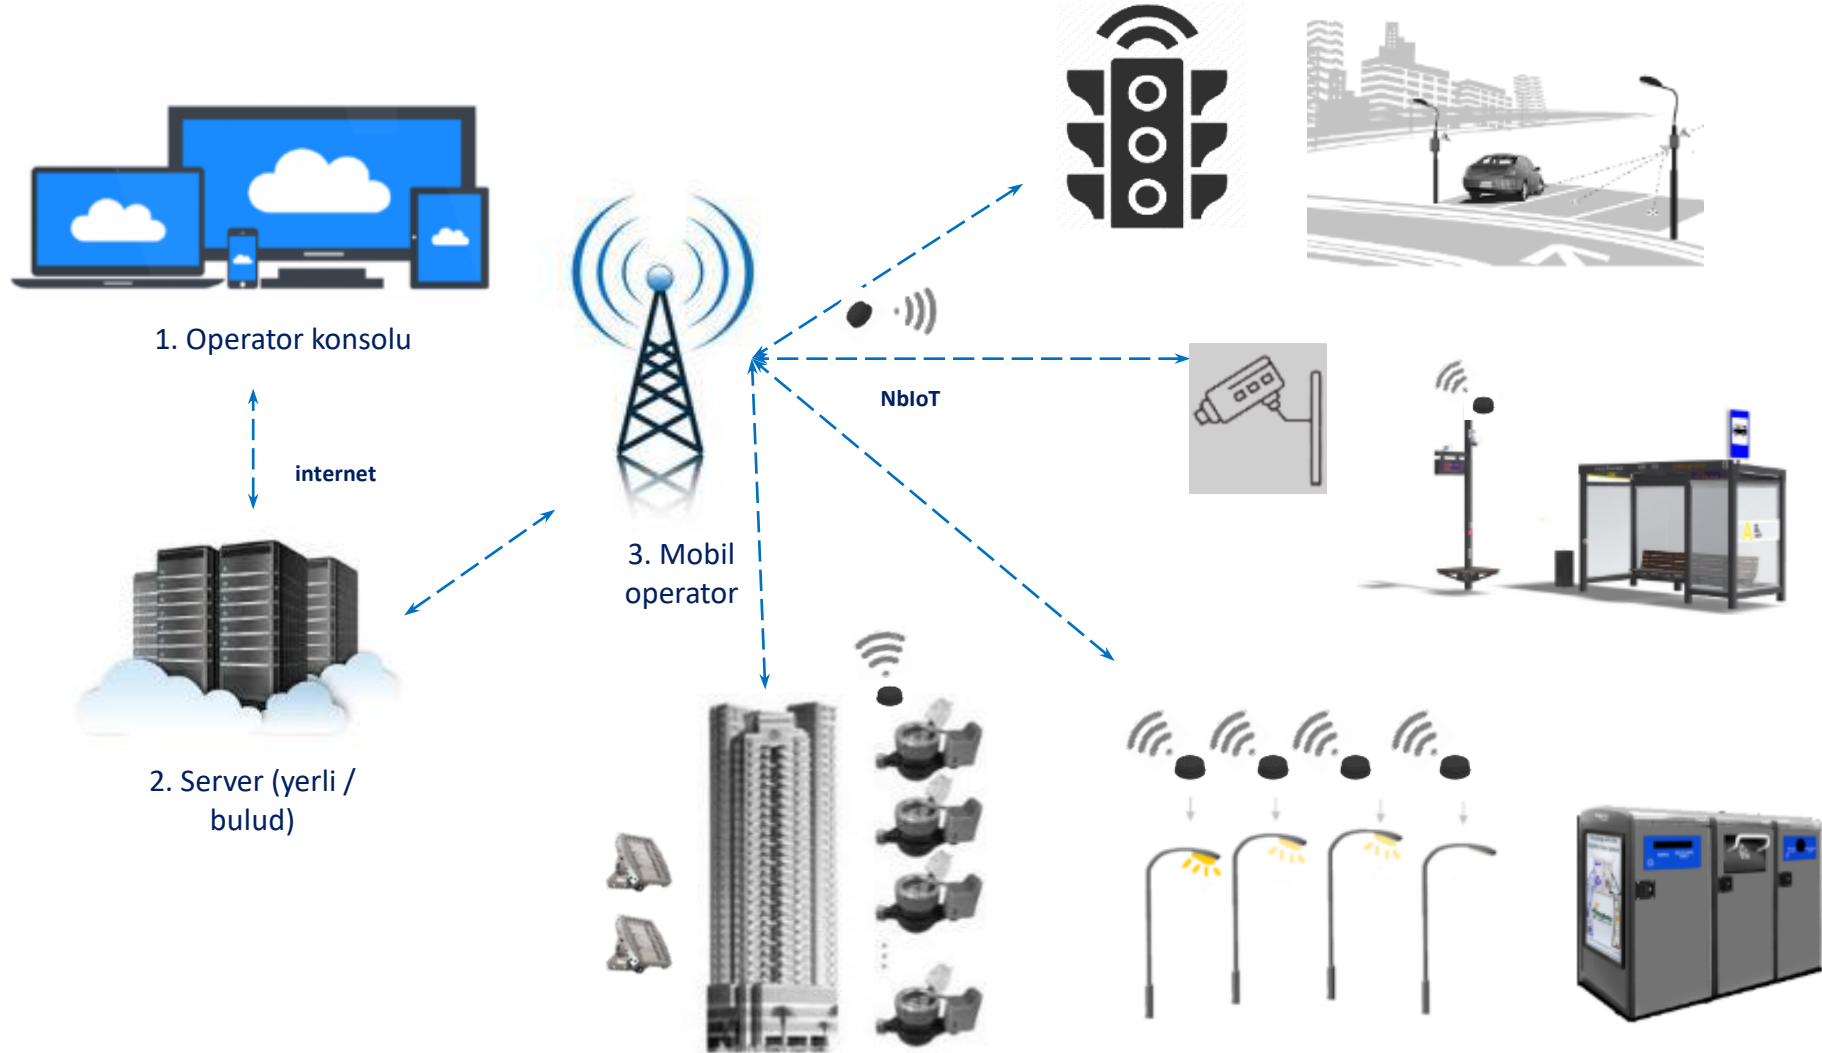 1. Operator konsolu
internet
2. Server (yerli /
bulud)
3. Mobil
operator
NbIoT